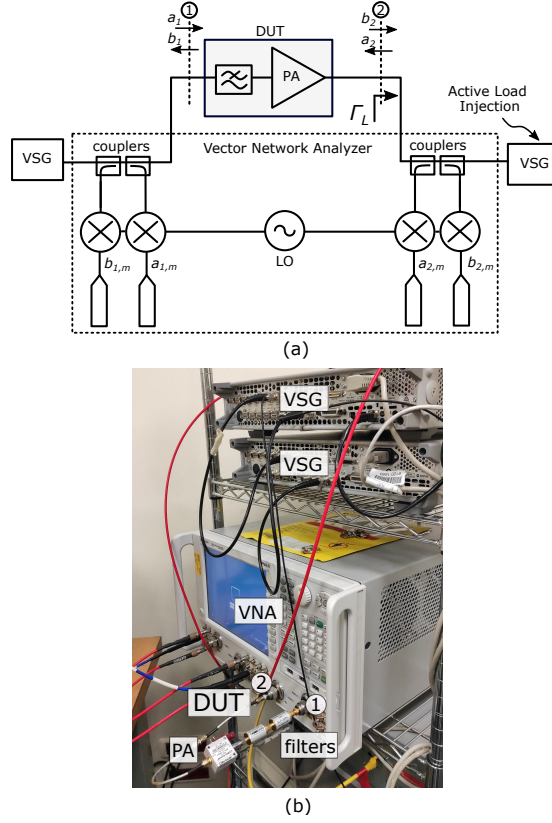 ①
②
a1
b1
DUT
b2
a2
PA
ΓL
Active Load
Injection
VSG
couplers
Vector Network Analyzer
couplers
VSG
b1,m
a1,m
LO
a2,m
b2,m
(a)
VSG
VSG
VNA
②
①
DUT
PA
filters
(b)